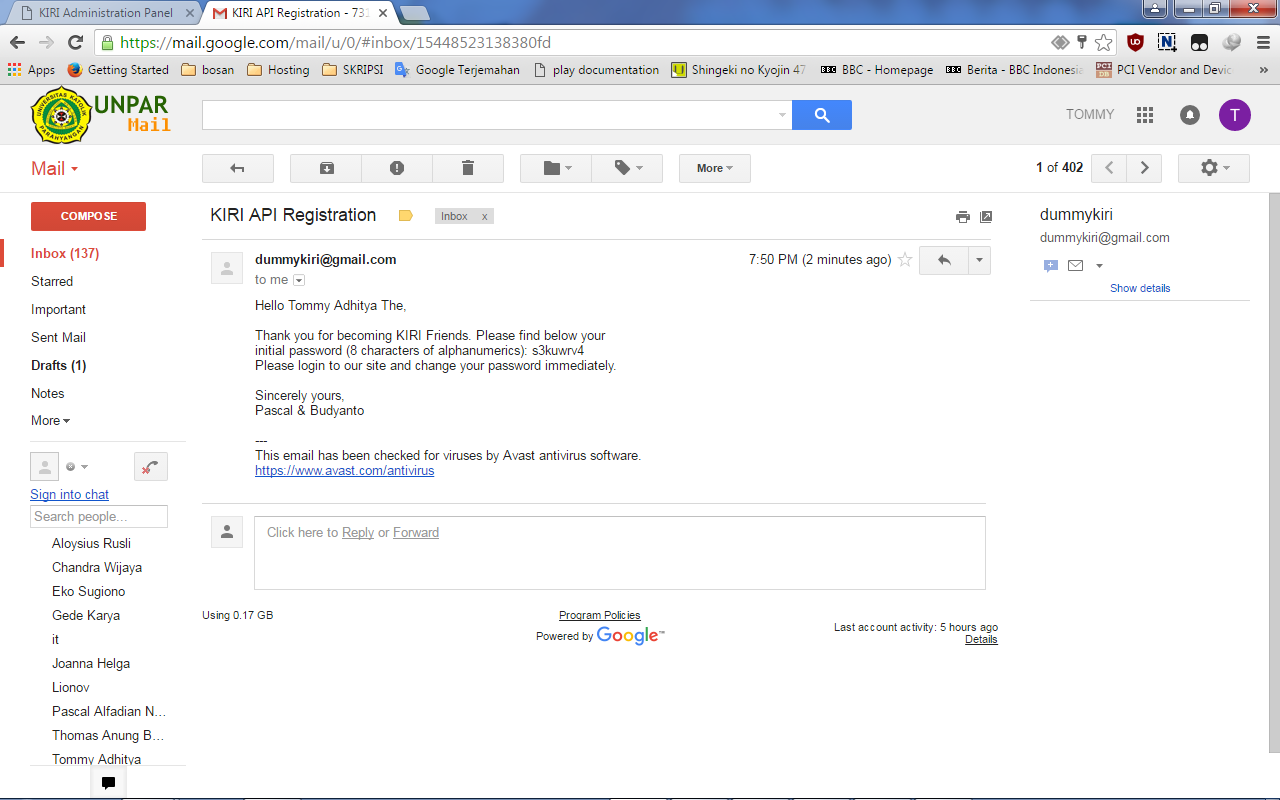 KIRI Administration Panel
KIRI API Registration - 731
https://mail.google.com/mail/u/0/#inbox/15448523138380fd
Apps
Getting Started
bosan
Hosting
SKRIPSI
Google Terjemahan
play documentation
Shingeki no Kyojin 47
BBC - Homepage
Berita - BBC Indonesia
PCI Vendor and Devic
UNIVERSITAS KATOLIK PARAHYANGAN
UNPAR
Mail
TOMMY
T
Mail
More
1 of 402
COMPOSE
Inbox (137)
Starred
Important
Sent Mail
Drafts (1)
Notes
More
Sign into chat
Search people...
Aloysius Rusli
Chandra Wijaya
Eko Sugiono
Gede Karya
it
Joanna Helga
Lionov
Pascal Alfadian N...
Thomas Anung B...
Tommy Adhitya
KIRI API Registration
Inbox x
dummykiri@gmail.com
7:50 PM (2 minutes ago)
to me
Hello Tommy Adhitya The,
Thank you for becoming KIRI Friends. Please find below your
initial password (8 characters of alphanumerics): s3kuwrv4
Please login to our site and change your password immediately.
Sincerely yours,
Pascal & Budyanto
---
This email has been checked for viruses by Avast antivirus software.
https://www.avast.com/antivirus
Click here to Reply or Forward
Using 0.17 GB
Program Policies
Powered by Google™
Last account activity: 5 hours ago
Details
dummykiri
dummykiri@gmail.com
Show details